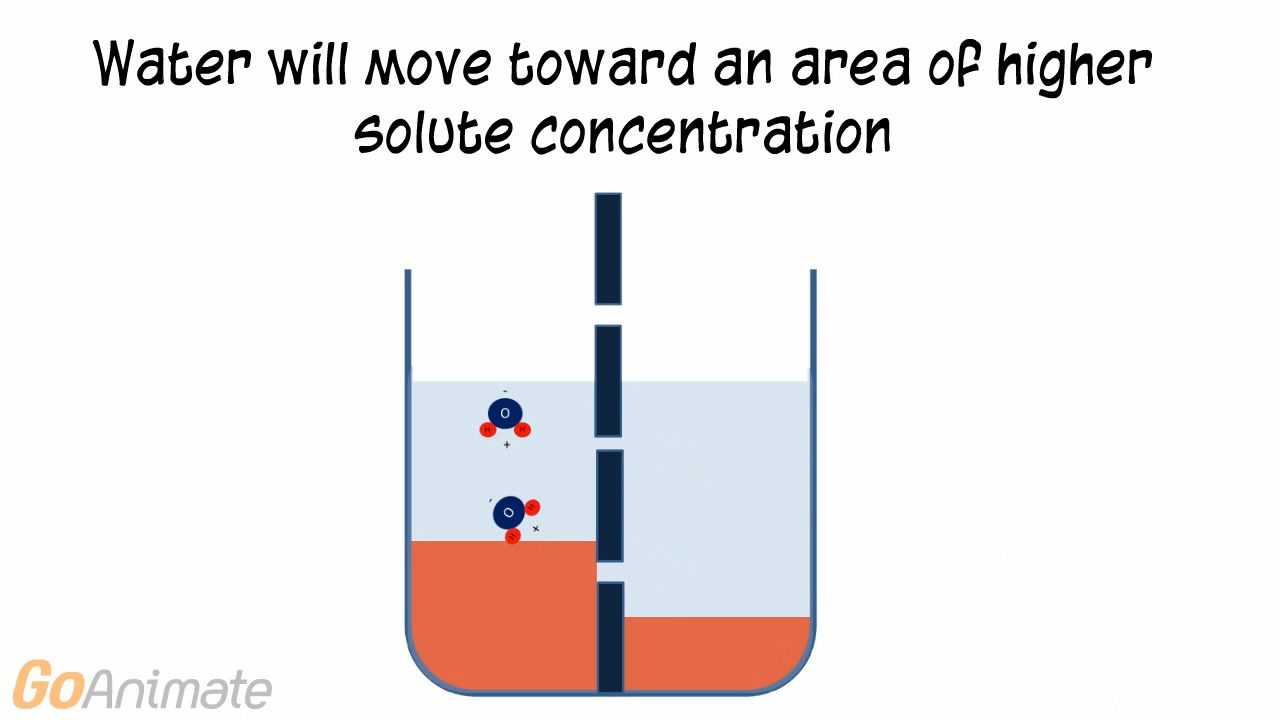 Water will move toward an area of higher
solute concentration
-
O
H H
+
-
H
O
+
H
GoAnimate